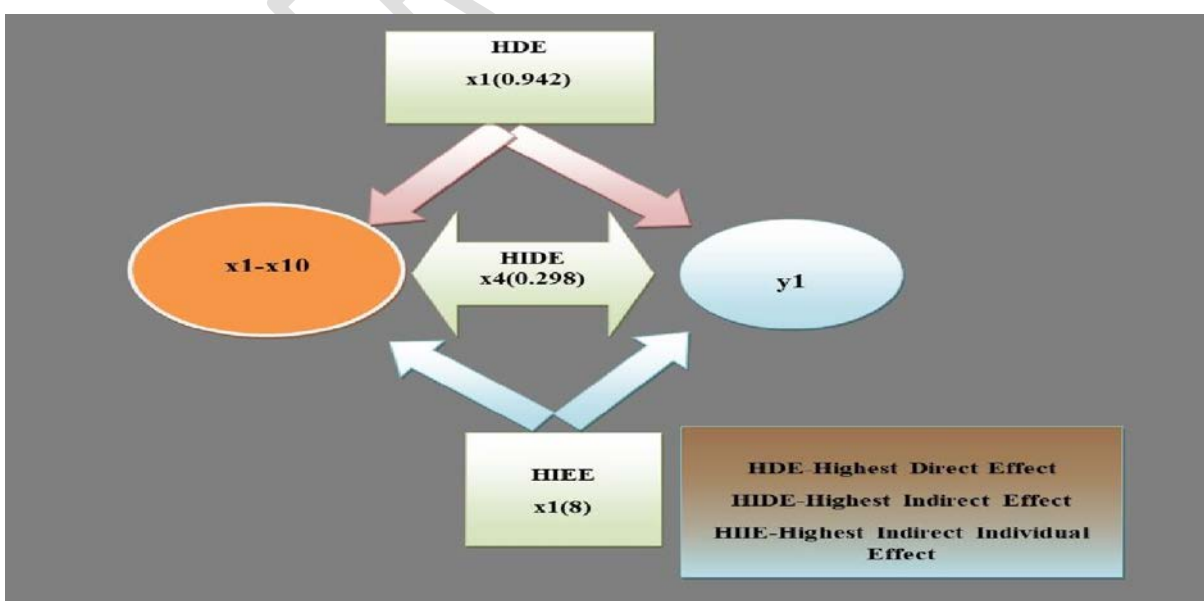 HDE
x1(0.942)
x1-x10
HIDE
x4(0.298)
y1
HIEE
x1(8)
HDE-Highest Direct Effect
HIDE-Highest Indirect Effect
HIIE-Highest Indirect Individual
Effect